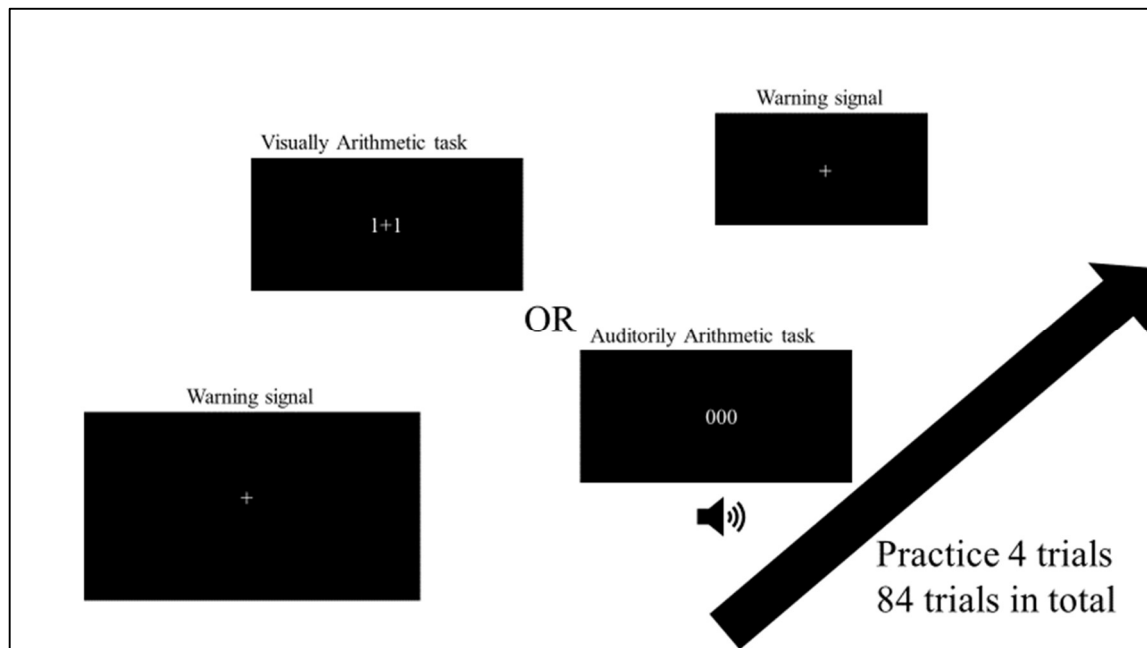 Warning signal
+
Visually Arithmetic task
1+1
OR
Auditorily Arithmetic task
000
Warning signal
+
Practice 4 trials
84 trials in total